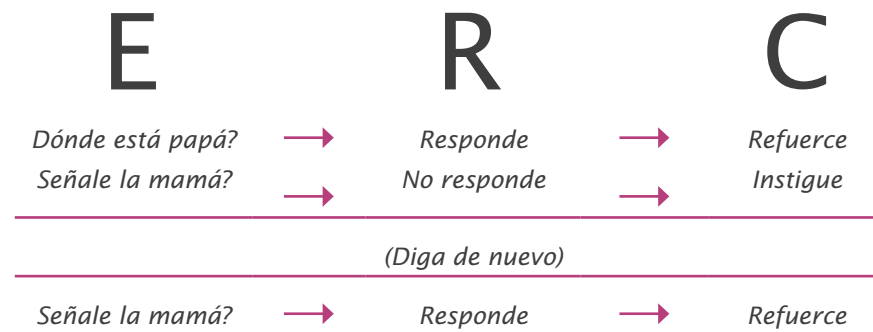 E R C
Dónde está papá? Responde Refuerce
Señale la mamá? No responde Instigue
(Diga de nuevo)
Señale la mamá? Responde Refuerce